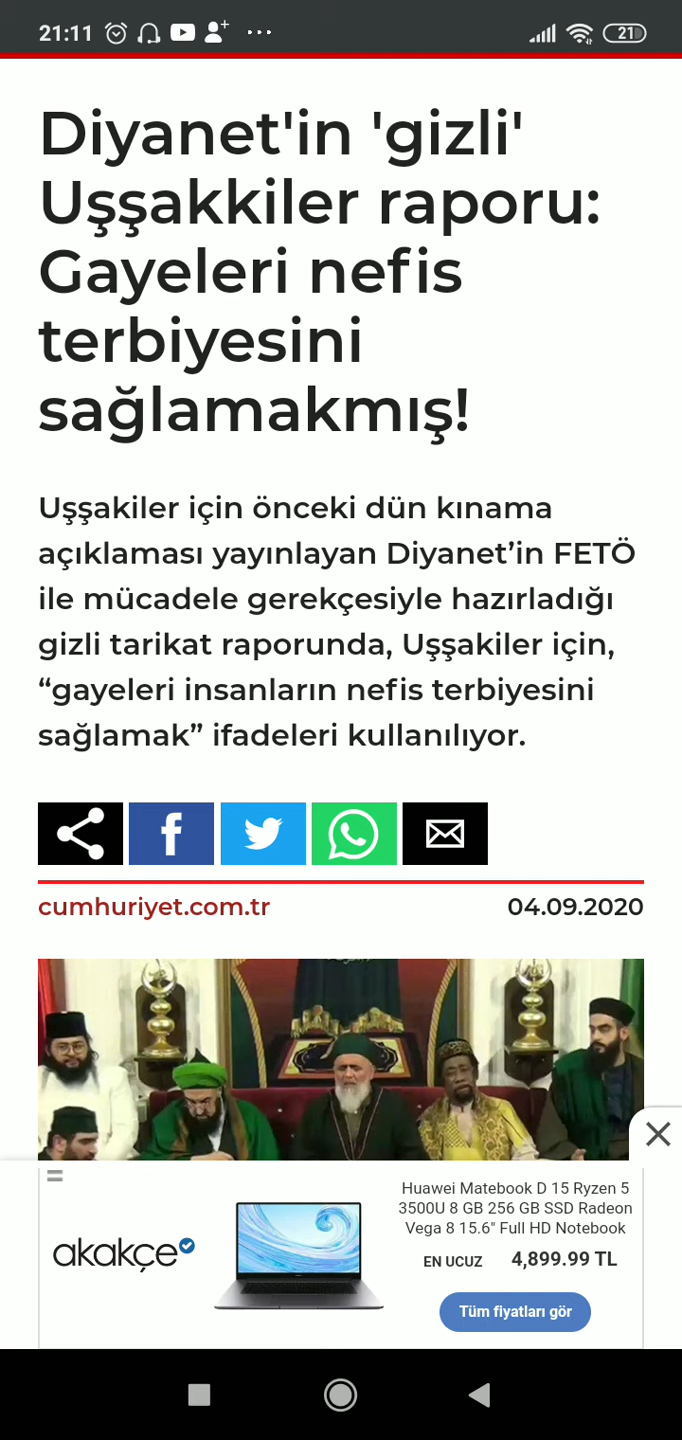 21:11
21
Diyanet'in 'gizli'
Uşşakkiler raporu:
Gayeleri nefis
terbiyesini
sağlamakmış!
Uşşakiler için önceki dün kınama
açıklaması yayınlayan Diyanet’in FETÖ
ile mücadele gerekçesiyle hazırladığı
gizli tarikat raporunda, Uşşakiler için,
“gayeleri insanların nefis terbiyesini
sağlamak” ifadeleri kullanılıyor.
cumhuriyet.com.tr
04.09.2020
akakçe
Huawei Matebook D 15 Ryzen 5
3500U 8 GB 256 GB SSD Radeon
Vega 8 15.6" Full HD Notebook
EN UCUZ 4,899.99 TL
Tüm fiyatları gör